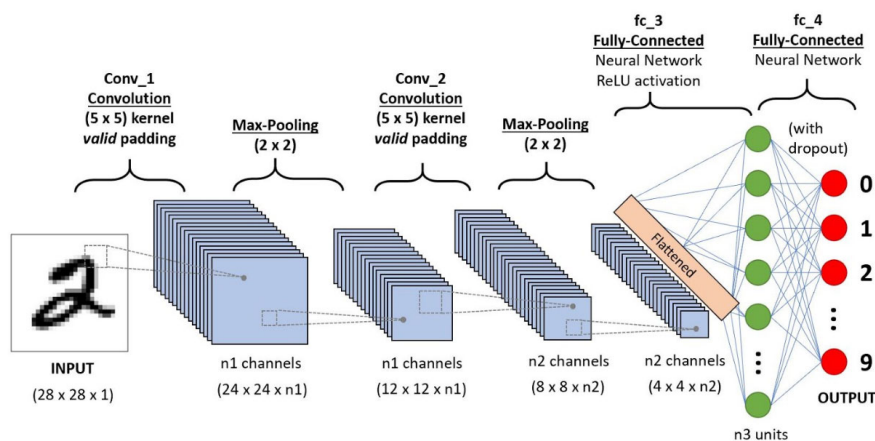 fc_3
Fully-Connected
Neural Network
ReLU activation
fc_4
Fully-Connected
Neural Network
Conv_1
Convolution
(5 x 5) kernel
valid padding
Max-Pooling
(2 x 2)
Conv_2
Convolution
(5 x 5) kernel
valid padding
Max-Pooling
(2 x 2)
(with
dropout)
Flattened
0
1
2
9
2
INPUT
(28 x 28 x 1)
n1 channels
(24 x 24 x n1)
n1 channels
(12 x 12 x n1)
n2 channels
(8 x 8 x n2)
n2 channels
(4 x 4 x n2)
OUTPUT
n3 units